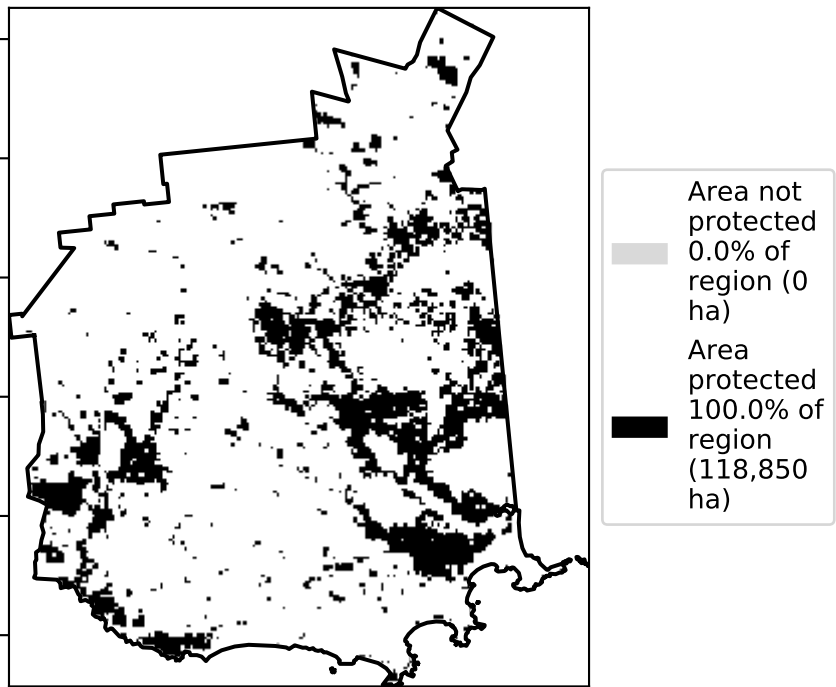 Area not
protected
0.0% of
region (0
ha)
Area
protected
100.0% of
region
(118,850
ha)